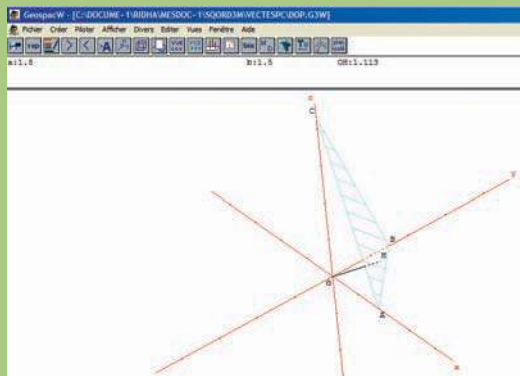 GeospacW - [C:\DOCUME~1\RIDHA\MESDOC~1\SQORD3M\VECTESPC\DOP.G3W]
Fichier Créer Piloter Afficher Divers Editer Vues Fenêtre Aide
a:1.8 b:1.5 OH:1.113
C
y
B
H
O
A
x